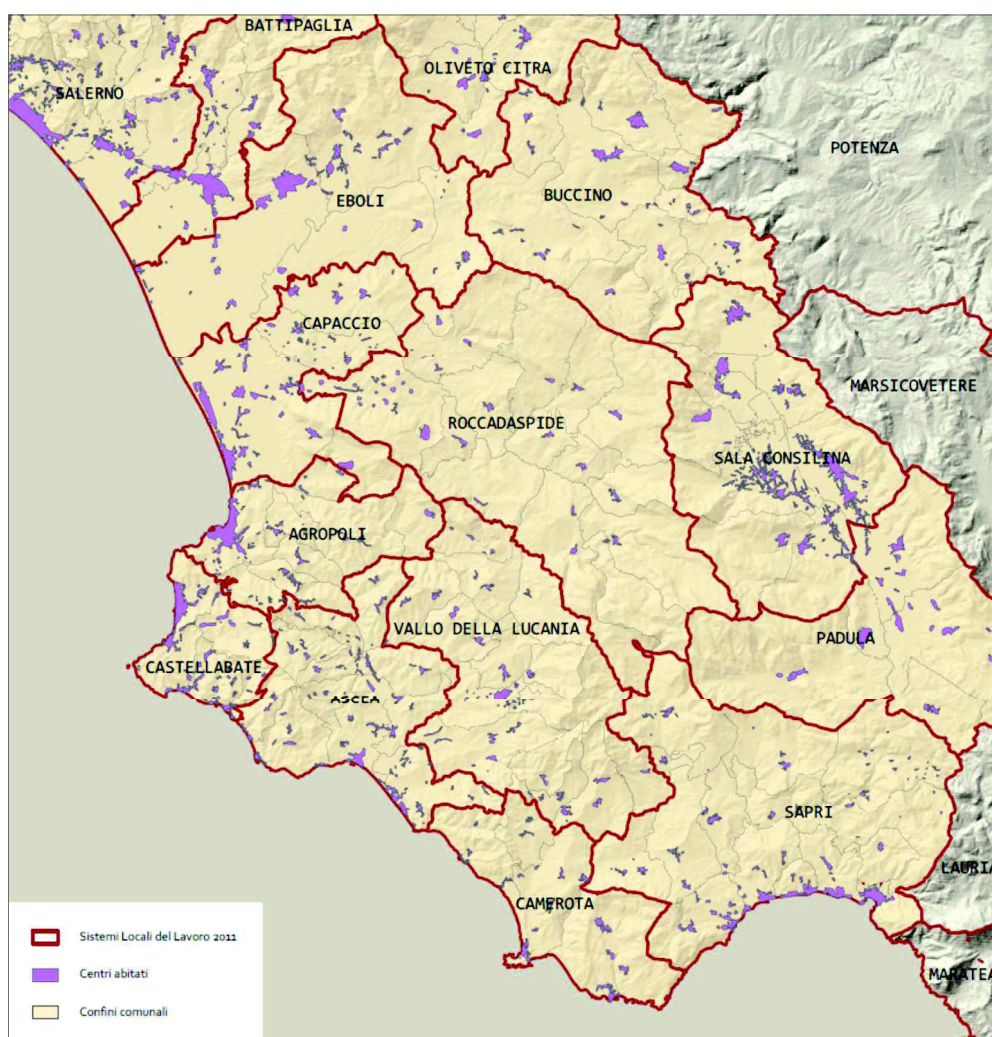 BATTIPAGLIA
OLIVETO CITRA
SALERNO
POTENZA
BUCCINO
EBOLI
CAPACCIO
MARSICOVETERE
ROCCADASPIDE
SALA CONSILINA
AGROPOLI
VALLO DELLA LUCANIA
PADULA
CASTELLABATE
ASCEA
SAPRI
LAURIA
CAMEROTA
MARATEA
Sistemi Locali del Lavoro 2011
Centri abitati
Confini comunali